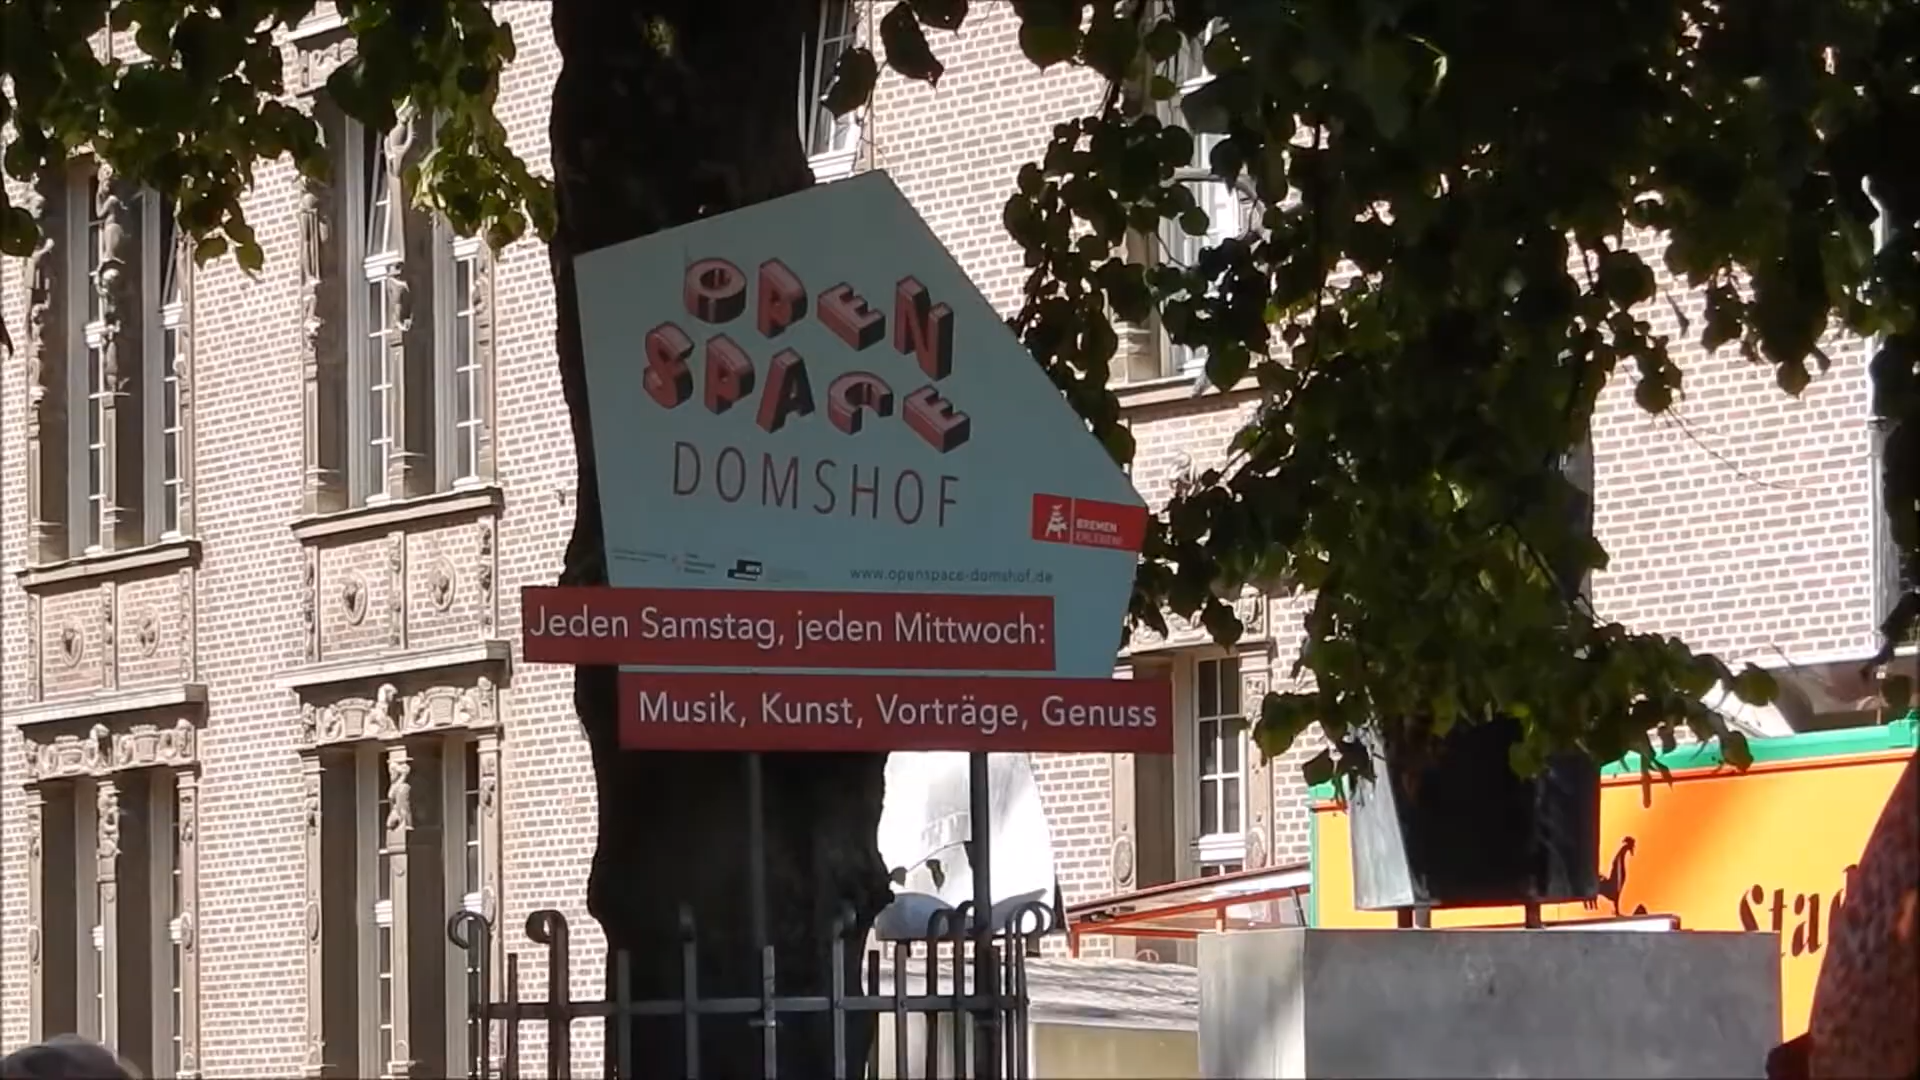 OPEN
SPACE
DOMSHOF
BREMEN
ERLEBEN!
www.openspace-domshof.de
Jeden Samstag, jeden Mittwoch:
Musik, Kunst, Vorträge, Genuss